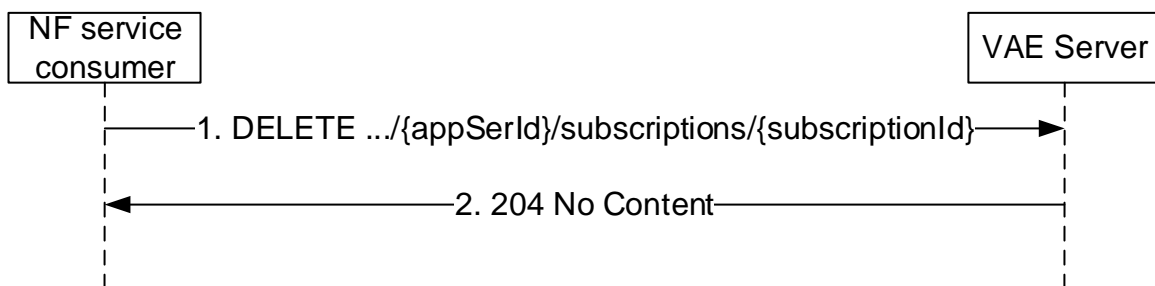 NF service
consumer
VAE Server
1. DELETE .../{appSerId}/subscriptions/{subscriptionId}
2. 204 No Content